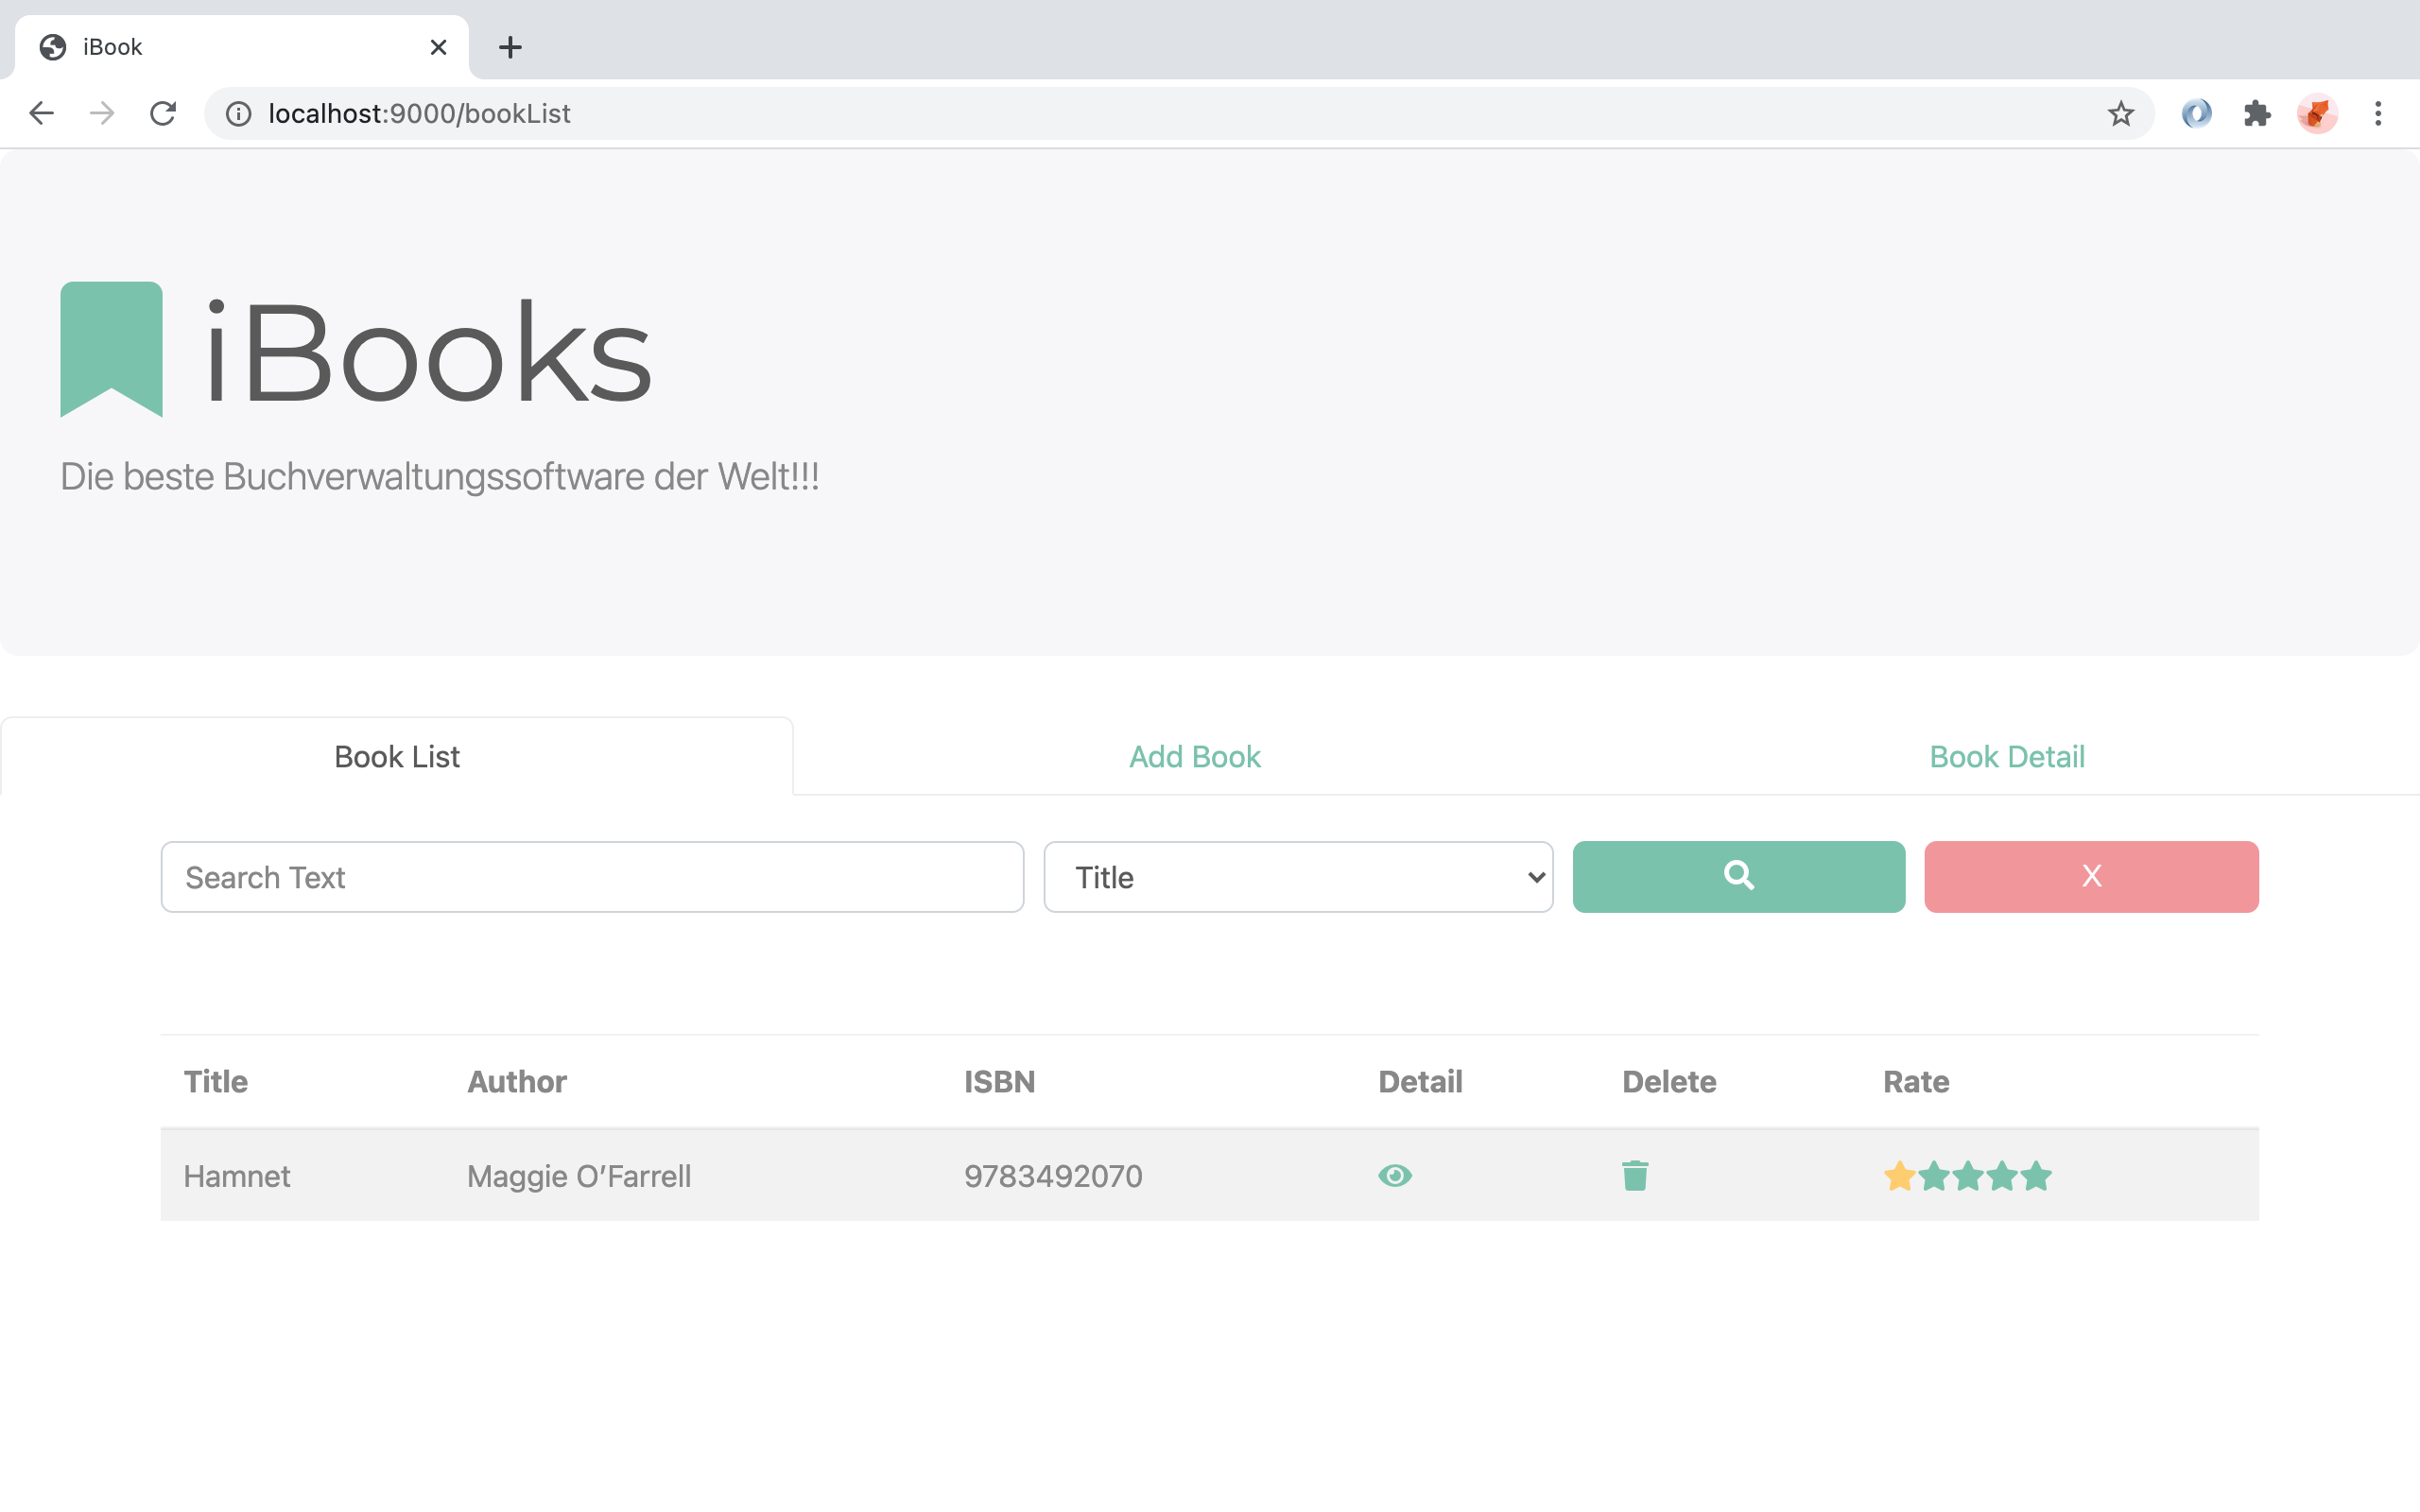 iBook
localhost:9000/bookList
iBooks
Die beste Buchverwaltungssoftware der Welt!!!
Book List Add Book Book Detail
Search Text Title X
Title Author ISBN Detail Delete Rate
Hamnet Maggie O’Farrell 9783492070